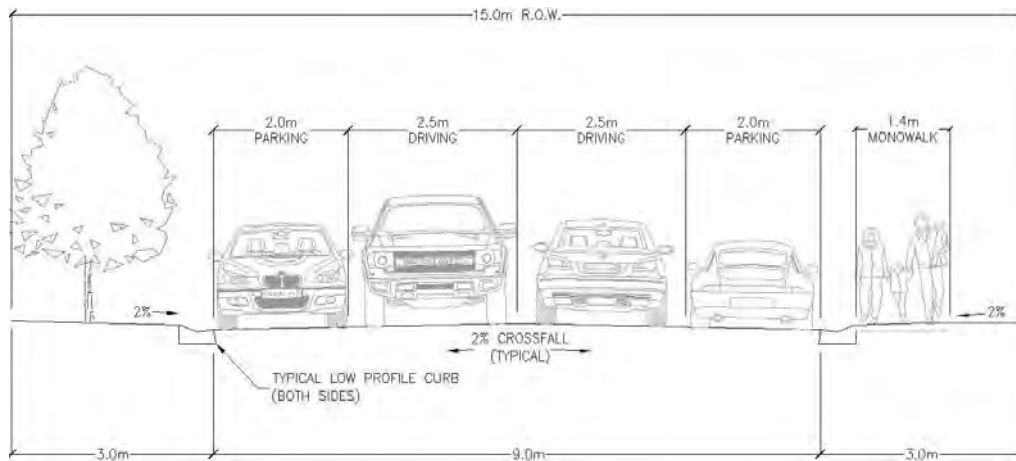 15.0m R.O.W.
2.0m
PARKING
2.5m
DRIVING
2.5m
DRIVING
2.0m
PARKING
1.4m
MONOWALK
2%
2%
2% CROSSFALL
(TYPICAL)
TYPICAL LOW PROFILE CURB
(BOTH SIDES)
3.0m
9.0m
3.0m